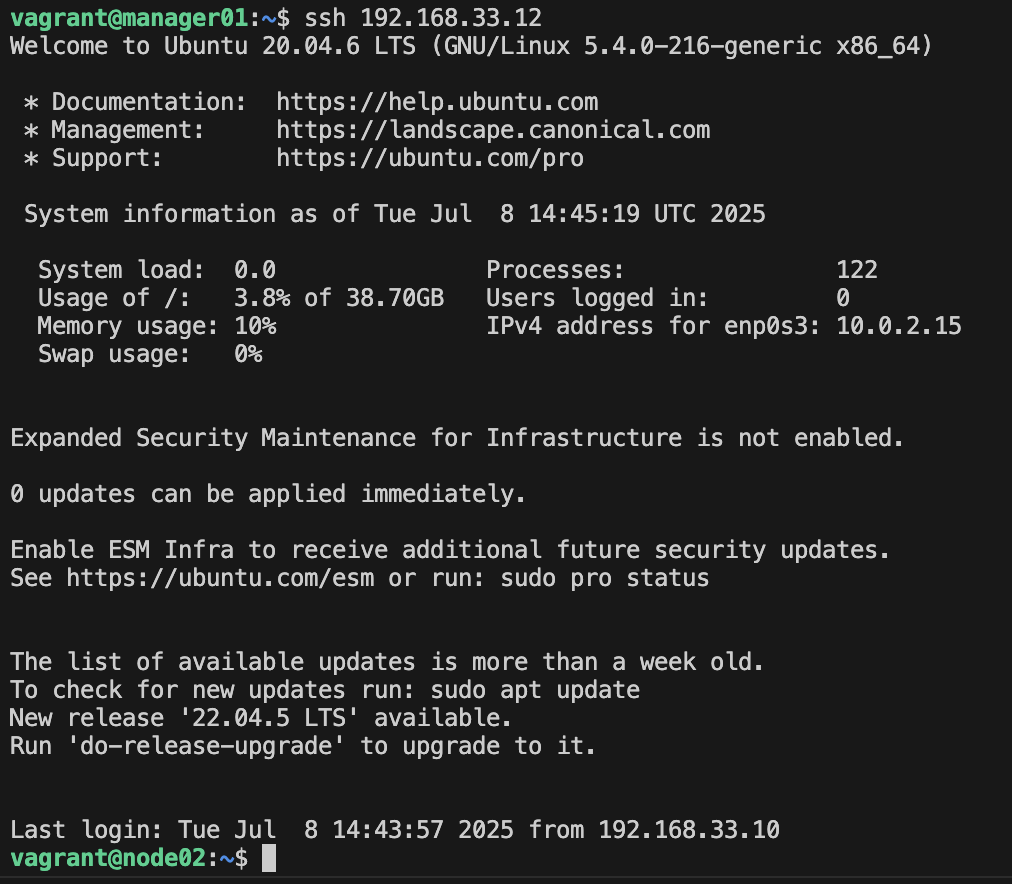 vagrant@manager01:~$ ssh 192.168.33.12
Welcome to Ubuntu 20.04.6 LTS (GNU/Linux 5.4.0-216-generic x86_64)

 * Documentation:  https://help.ubuntu.com
 * Management:     https://landscape.canonical.com
 * Support:        https://ubuntu.com/pro

 System information as of Tue Jul  8 14:45:19 UTC 2025

  System load:  0.0               Processes:               122
  Usage of /:   3.8% of 38.70GB   Users logged in:         0
  Memory usage: 10%               IPv4 address for enp0s3: 10.0.2.15
  Swap usage:   0%


Expanded Security Maintenance for Infrastructure is not enabled.

0 updates can be applied immediately.

Enable ESM Infra to receive additional future security updates.
See https://ubuntu.com/esm or run: sudo pro status


The list of available updates is more than a week old.
To check for new updates run: sudo apt update
New release '22.04.5 LTS' available.
Run 'do-release-upgrade' to upgrade to it.


Last login: Tue Jul  8 14:43:57 2025 from 192.168.33.10
vagrant@node02:~$